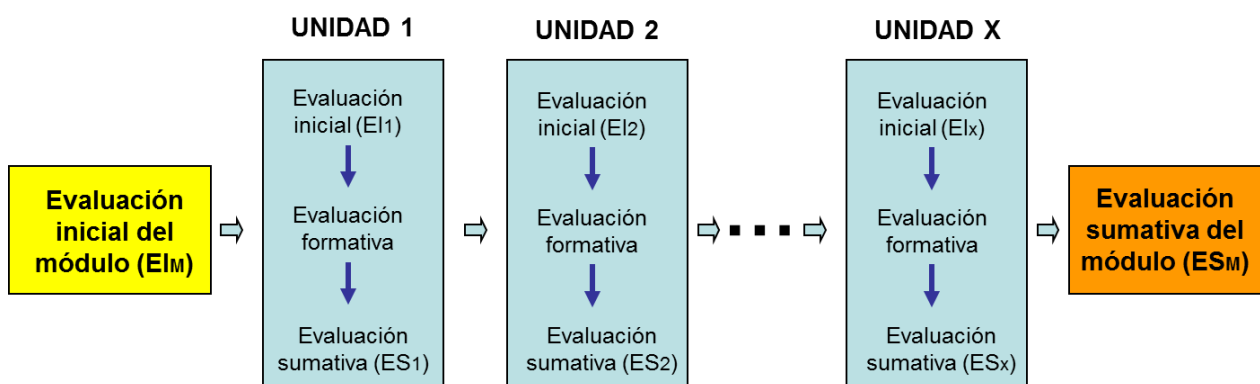 UNIDAD 1
UNIDAD 2
UNIDAD X
Evaluación
inicial del
módulo (EIM)
Evaluación
inicial (EI1)
Evaluación
formativa
Evaluación
sumativa (ES1)
Evaluación
inicial (EI2)
Evaluación
formativa
Evaluación
sumativa (ES2)
Evaluación
inicial (EIx)
Evaluación
formativa
Evaluación
sumativa (ESx)
Evaluación
sumativa del
módulo (ESM)